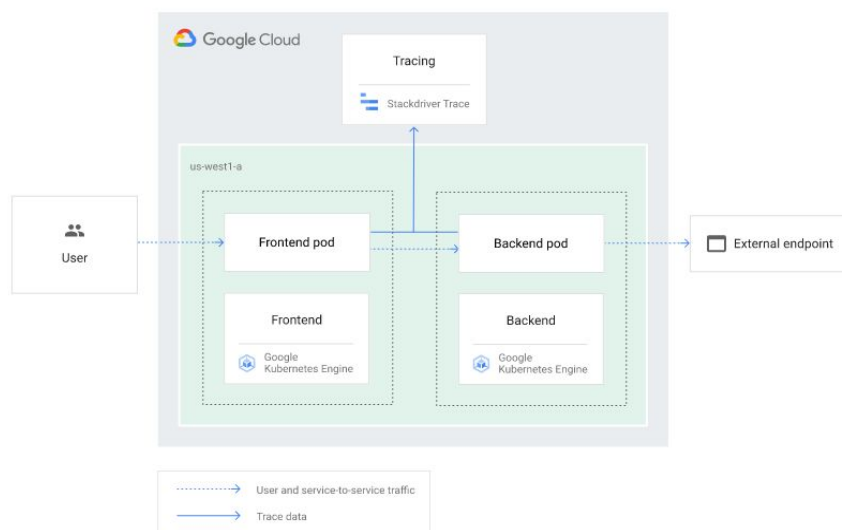 Google Cloud
Tracing
Stackdriver Trace
us-west1-a
User
Frontend pod
Backend pod
External endpoint
Frontend
Google
Kubernetes Engine
Backend
Google
Kubernetes Engine
User and service-to-service traffic
Trace data